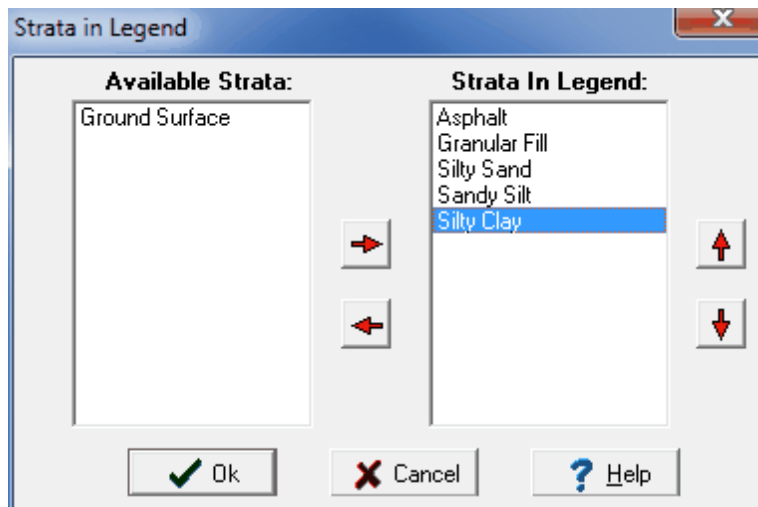 Strata in Legend
Available Strata:
Ground Surface
Strata In Legend:
Asphalt
Granular Fill
Silty Sand
Sandy Silt
Silty Clay
Ok
Cancel
Help